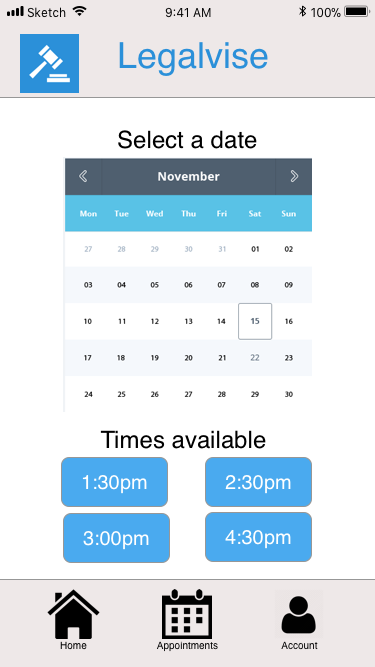 Sketch 9:41 AM 100%
Legalvise
Select a date
November
Mon Tue Wed Thu Fri Sat Sun
27 28 29 30 31 01 02
03 04 05 06 07 08 09
10 11 12 13 14 15 16
17 18 19 20 21 22 23
24 25 26 27 28 29 30
Times available
1:30pm 2:30pm
3:00pm 4:30pm
Home Appointments Account